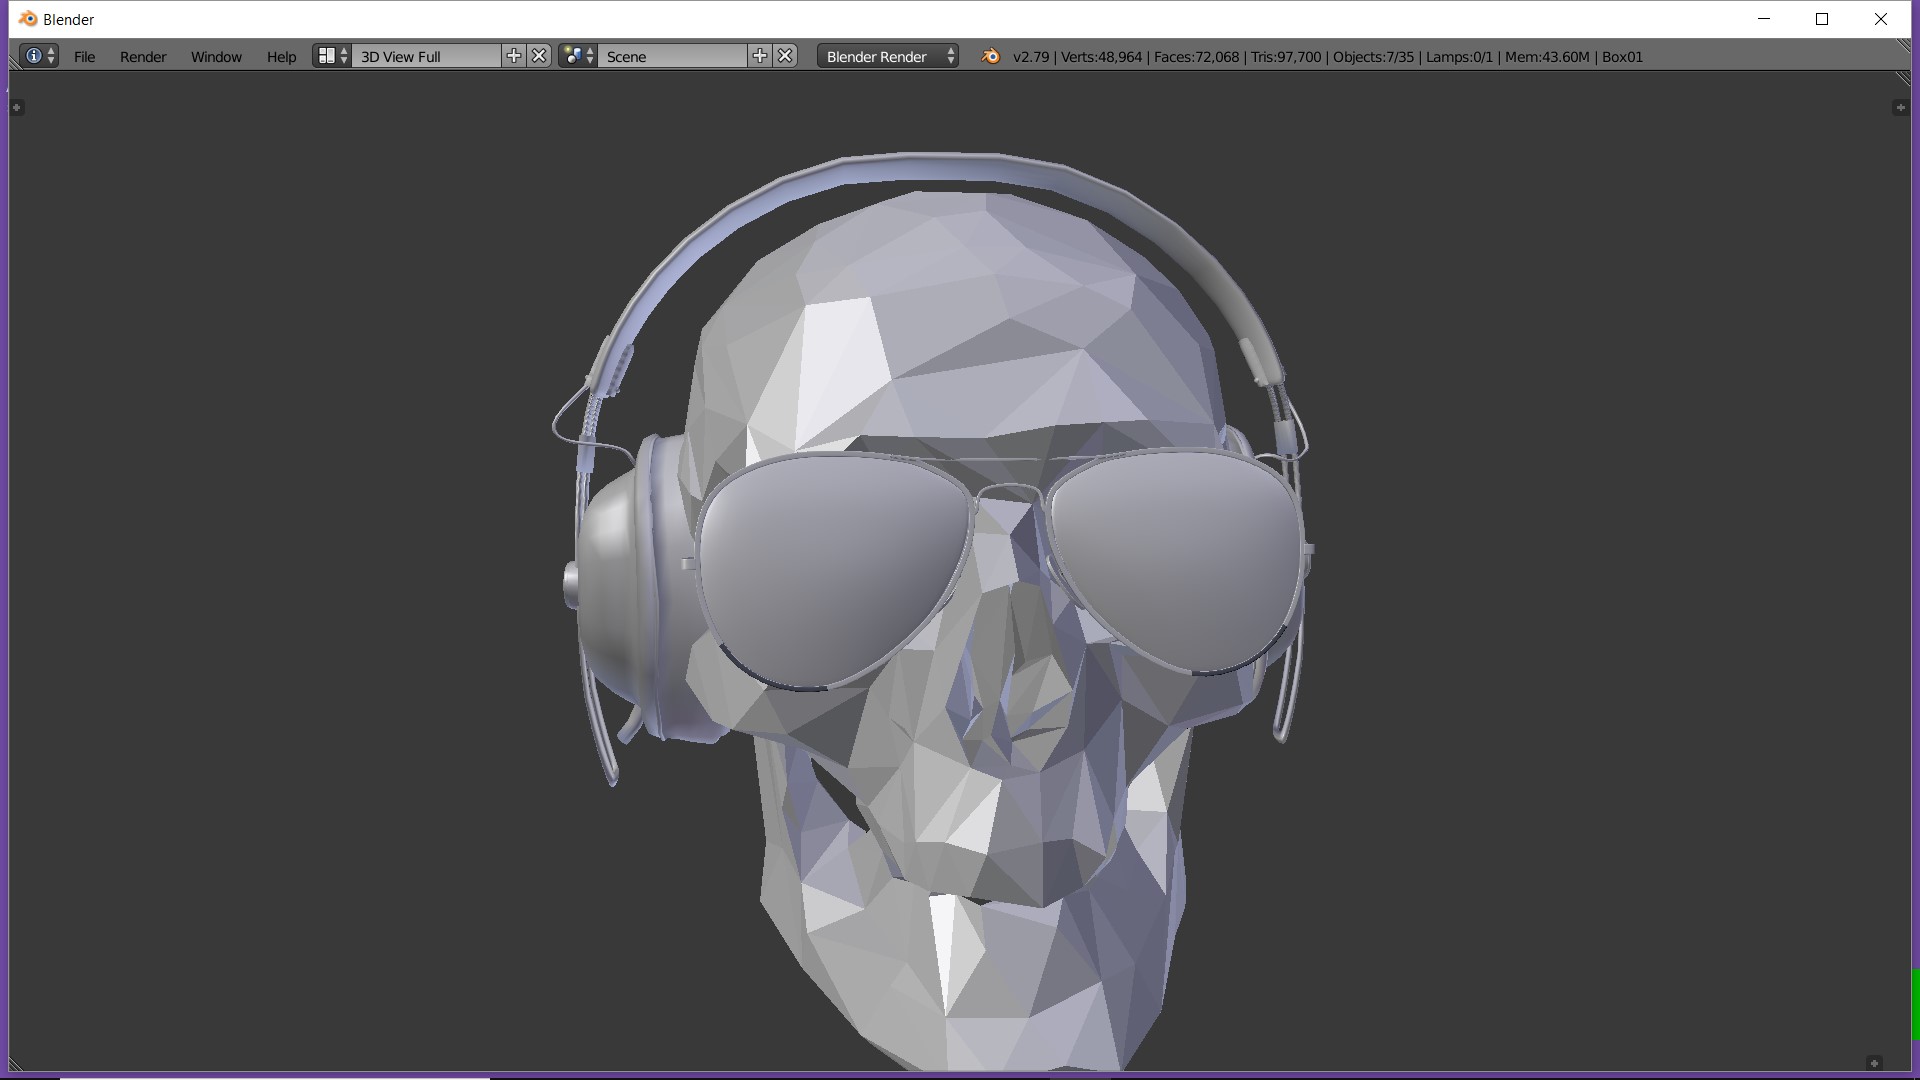 Blender
File Render Window Help 3D View Full Scene Blender Render v2.79 | Verts:48,964 | Faces:72,068 | Tris:97,700 | Objects:7/35 | Lamps:0/1 | Mem:43.60M | Box01